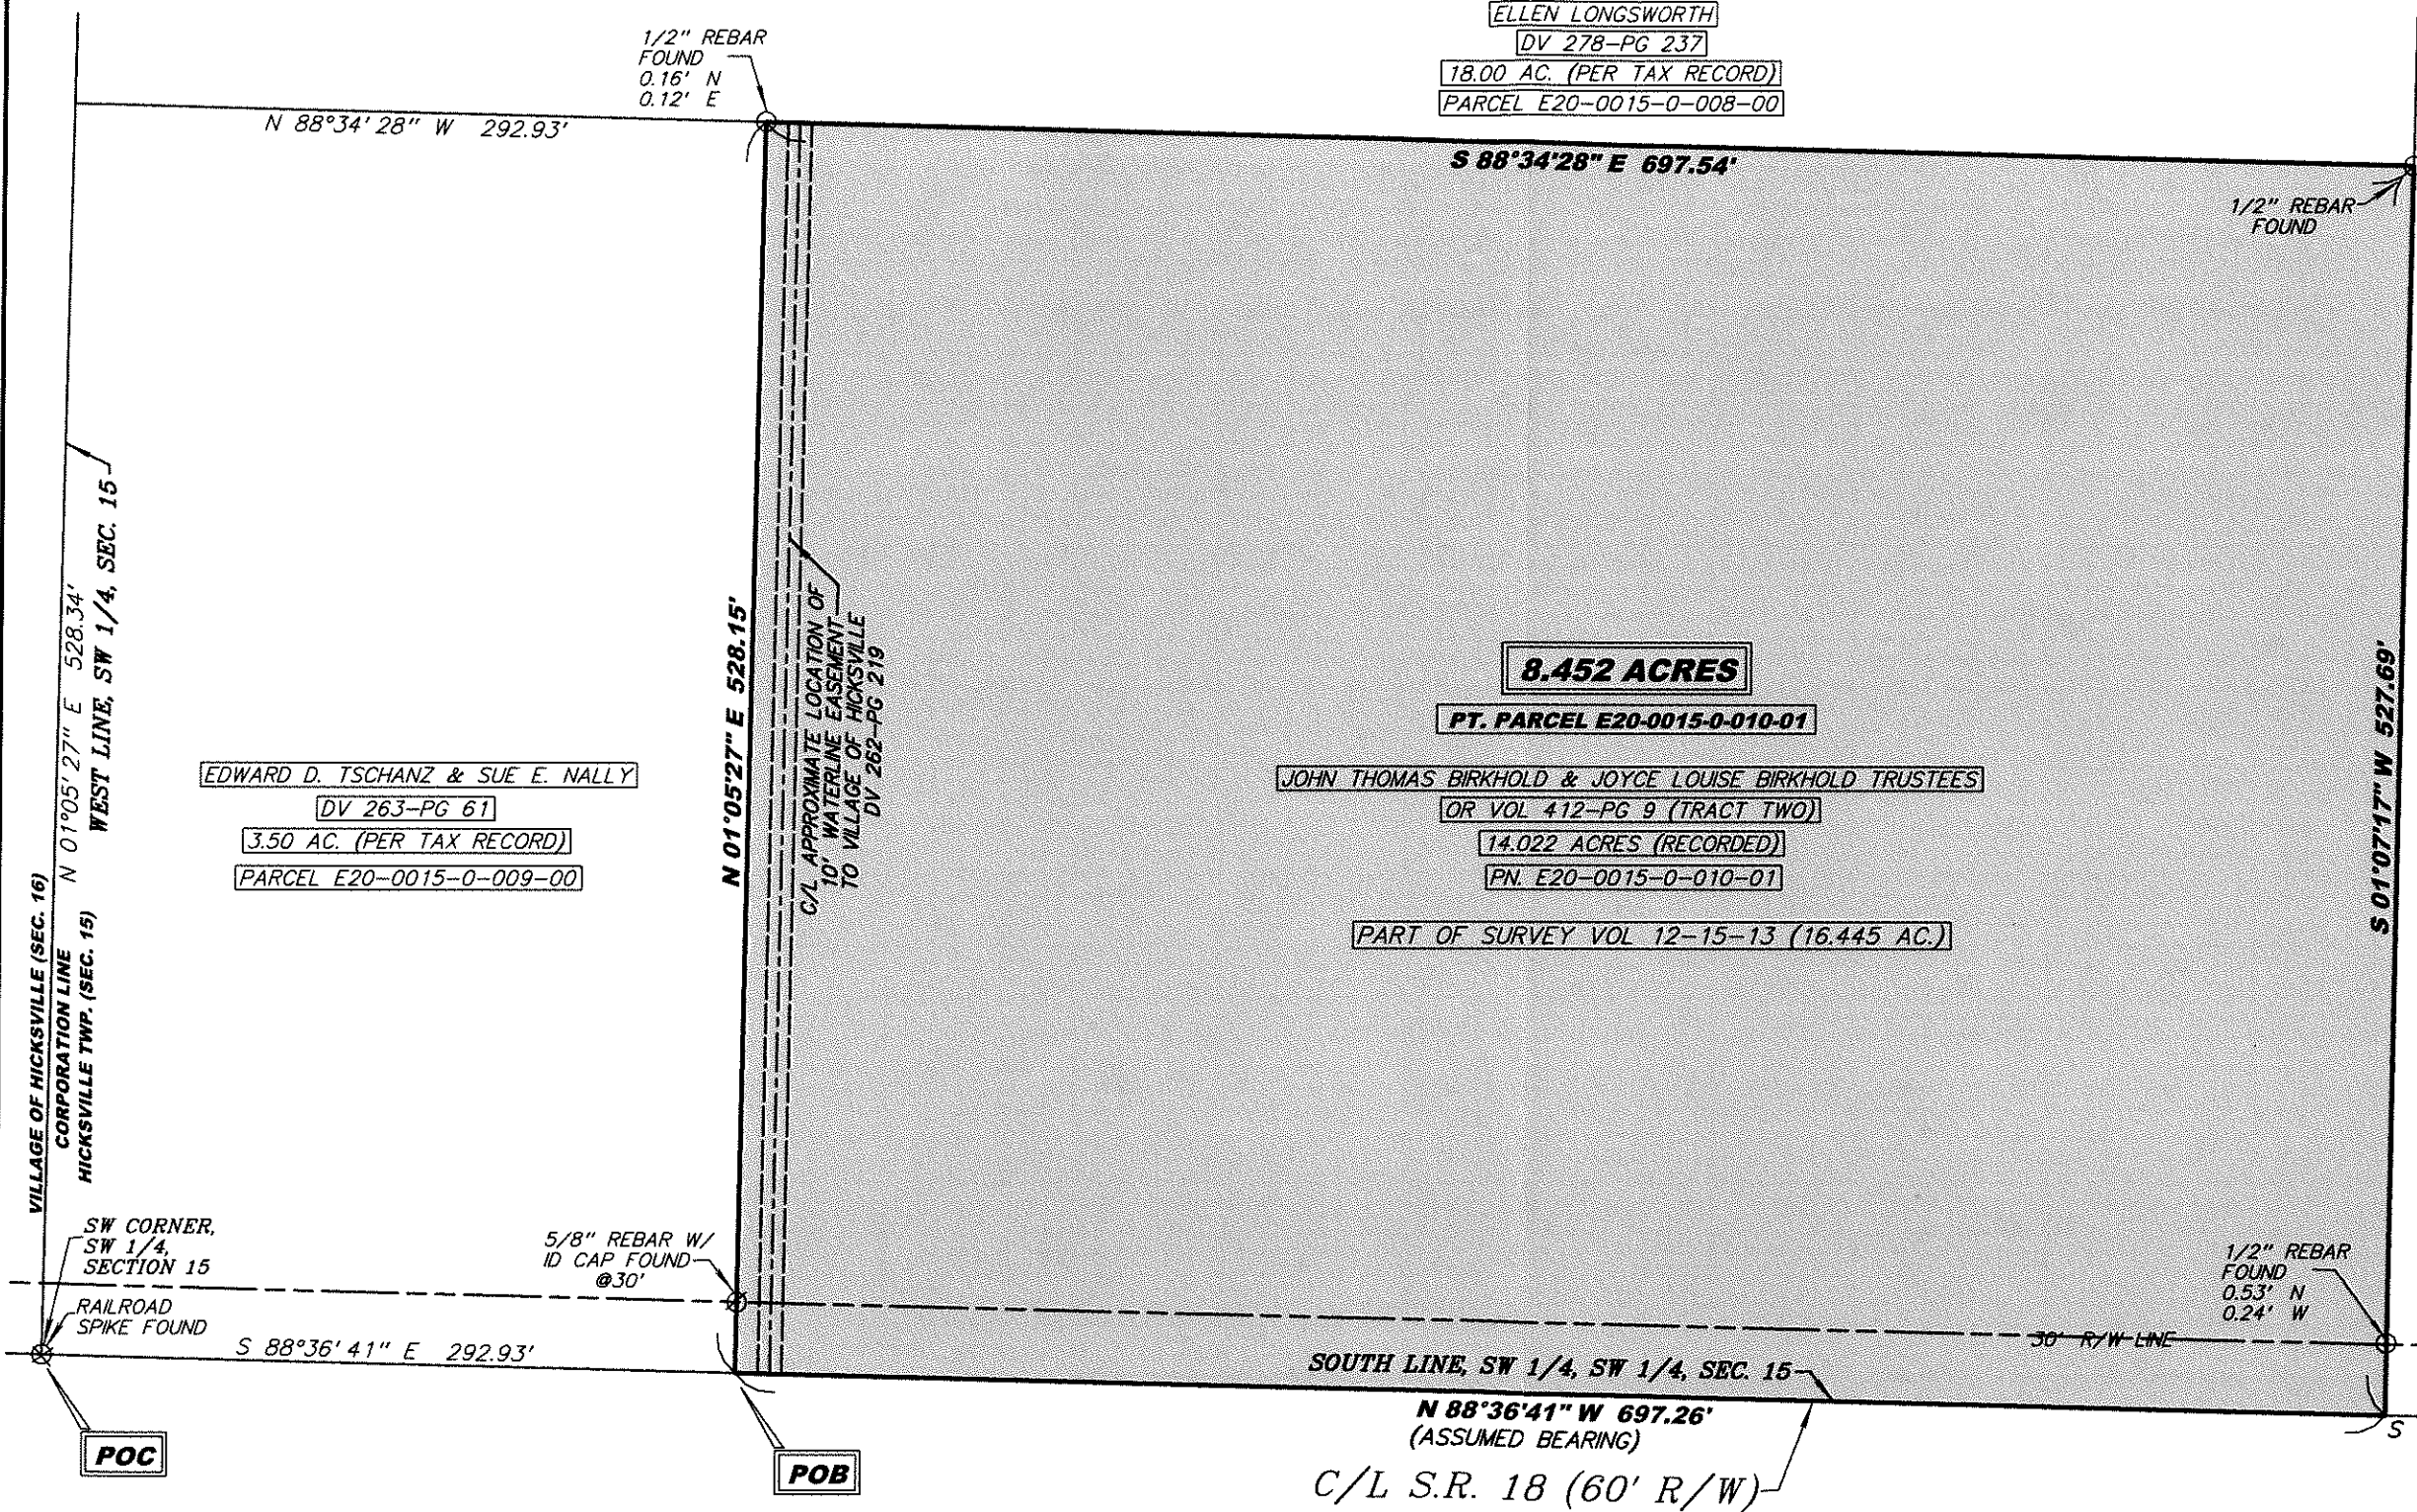 ELLEN LONGSWORTH
DV 278-PG 237
18.00 AC. (PER TAX RECORD)
PARCEL E20-0015-0-008-00
1/2" REBAR
FOUND
0.16' N
0.12' E
N 88°34'28" W 292.93'
S 88°34'28" E 697.54'
1/2" REBAR
FOUND
WEST LINE, SW 1/4, SEC. 15
N 01°05'27" E 528.34'
N 01°05'27" E 528.15'
C/L APPROXIMATE LOCATION OF
10' WATERLINE EASEMENT
TO VILLAGE OF HICKSVILLE
DV 262-PG 219
8.452 ACRES
PT. PARCEL E20-0015-0-010-01
JOHN THOMAS BIRKHOLD & JOYCE LOUISE BIRKHOLD TRUSTEES
OR VOL 412-PG 9 (TRACT TWO)
14.022 ACRES (RECORDED)
PN. E20-0015-0-010-01
PART OF SURVEY VOL 12-15-13 (16.445 AC.)
S 01°07'17" W 527.69'
EDWARD D. TSCHANZ & SUE E. NALLY
DV 263-PG 61
3.50 AC. (PER TAX RECORD)
PARCEL E20-0015-0-009-00
VILLAGE OF HICKSVILLE (SEC. 16)
CORPORATION LINE
HICKSVILLE TWP. (SEC. 15)
SW CORNER,
SW 1/4,
SECTION 15
RAILROAD
SPIKE FOUND
5/8" REBAR W/
ID CAP FOUND
@30'
1/2" REBAR
FOUND
0.53' N
0.24' W
30' R/W LINE
S 88°36'41" E 292.93'
SOUTH LINE, SW 1/4, SW 1/4, SEC. 15
N 88°36'41" W 697.26'
(ASSUMED BEARING)
S
POC
POB
C/L S.R. 18 (60' R/W)